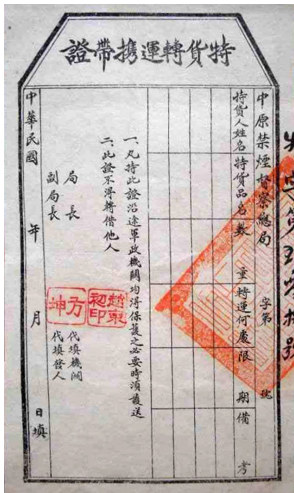 特貨轉運攜帶證
中原禁煙督察總局 字第 號
持貨人姓名 特貨品名 數量 轉運何處 限期 備考
一、凡持此證沿途軍政機關均得保護之必要時須護送
二、此證不得轉借他人
局長
副局長
代填機關
代填發人
中華民國 年 月 日填